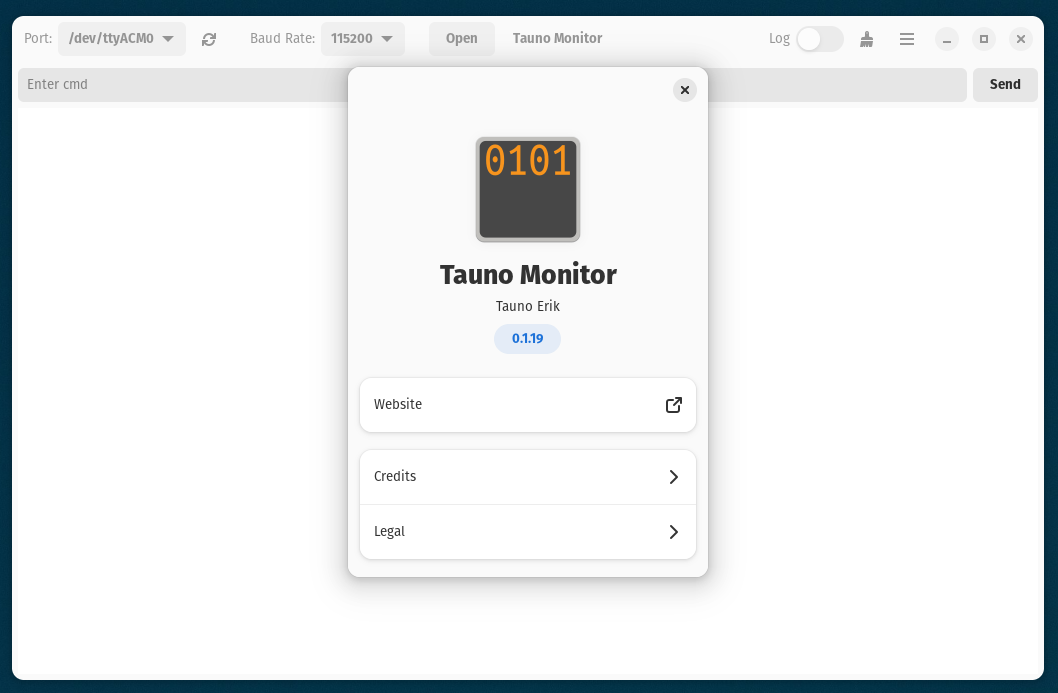 Port: /dev/ttyACM0 Baud Rate: 115200 Open Tauno Monitor Log
Enter cmd Send
0101
Tauno Monitor
Tauno Erik
0.1.19
Website
Credits
Legal